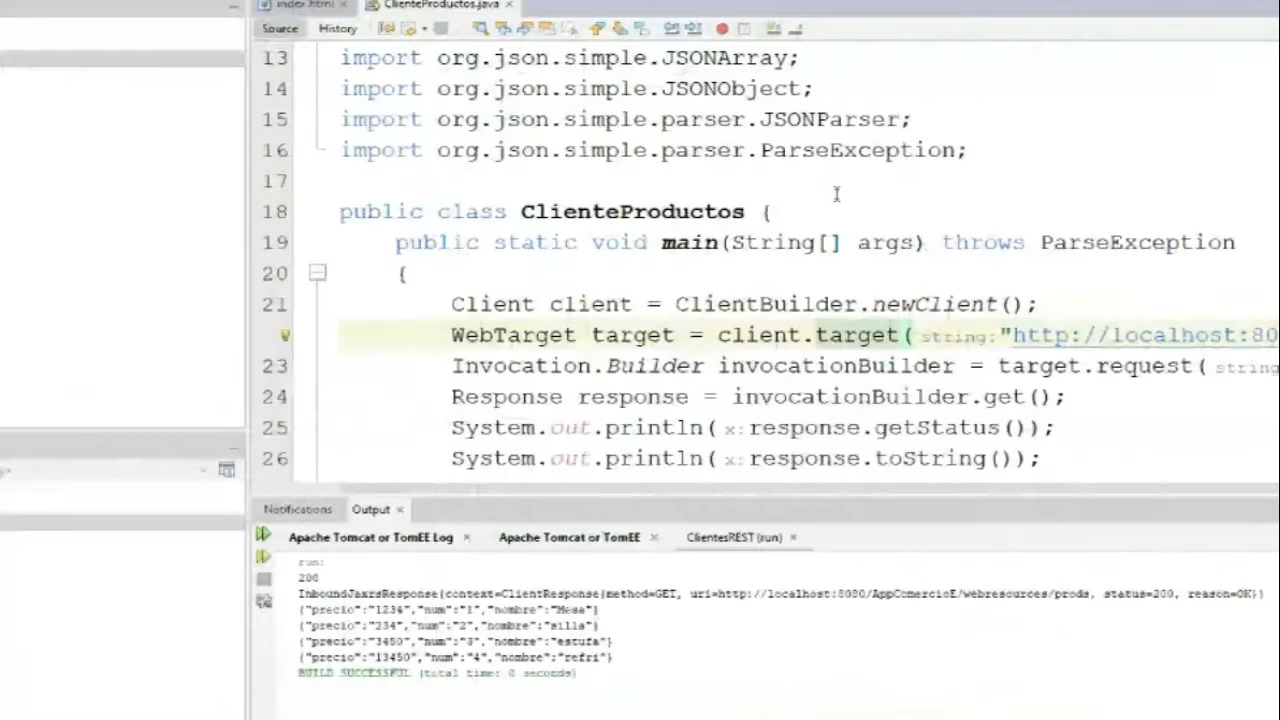 index.html × ClienteProductos.java ×
Source History
13 import org.json.simple.JSONArray;
14 import org.json.simple.JSONObject;
15 import org.json.simple.parser.JSONParser;
16 import org.json.simple.parser.ParseException;
17
18 public class ClienteProductos {
19 public static void main(String[] args) throws ParseException
20 {
21 Client client = ClientBuilder.newClient();
WebTarget target = client.target( string: "http://localhost:80
23 Invocation.Builder invocationBuilder = target.request( string
24 Response response = invocationBuilder.get();
25 System.out.println( x: response.getStatus());
26 System.out.println( x: response.toString());
Notifications Output ×
Apache Tomcat or TomEE Log × Apache Tomcat or TomEE × ClientesREST (run) ×
run:
200
InboundJaxrsResponse{context=ClientResponse{method=GET, uri=http://localhost:8080/AppComercioE/webresources/prods, status=200, reason=OK}}
{"precio":"1234","num":"1","nombre":"Mesa"}
{"precio":"234","num":"2","nombre":"silla"}
{"precio":"3450","num":"3","nombre":"estufa"}
{"precio":"13450","num":"4","nombre":"refri"}
BUILD SUCCESSFUL (total time: 0 seconds)